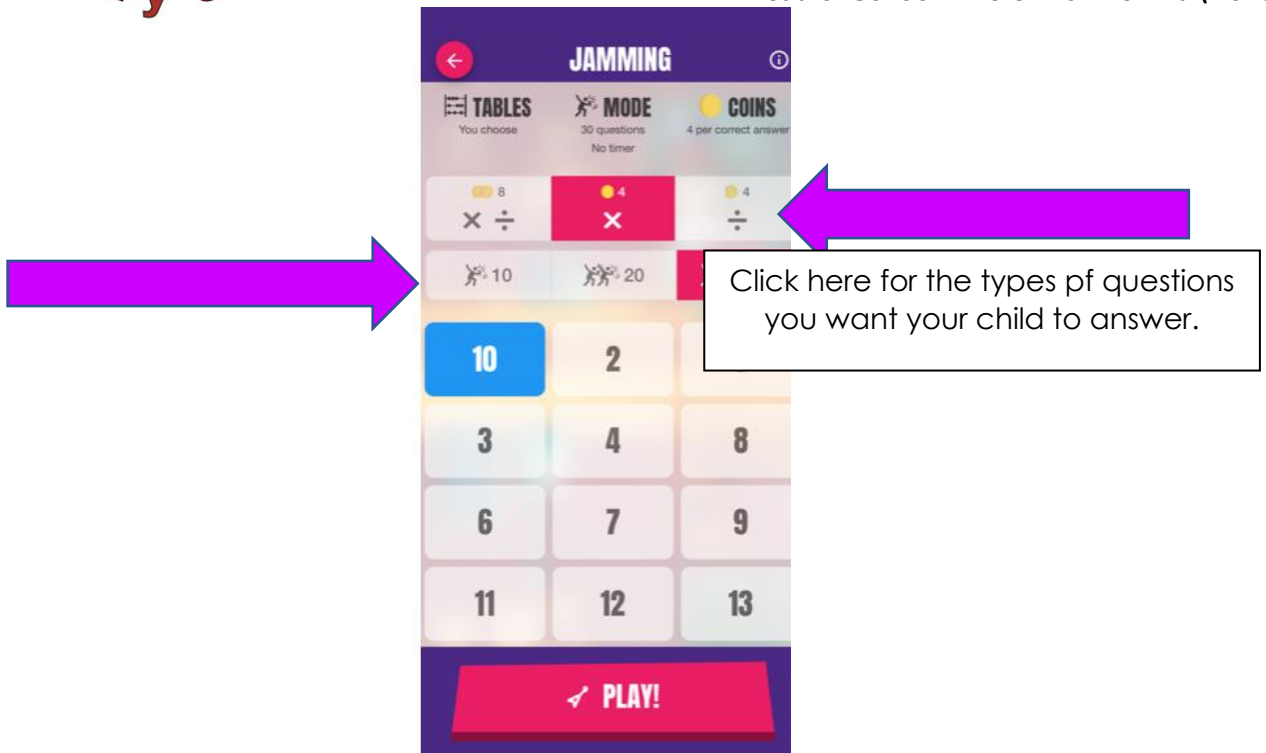 JAMMING
TABLES
You choose
MODE
30 questions
No timer
COINS
4 per correct answer
8
× ÷
4
×
4
÷
10
20
Click here for the types pf questions
you want your child to answer.
10
2
3
4
8
6
7
9
11
12
13
PLAY!